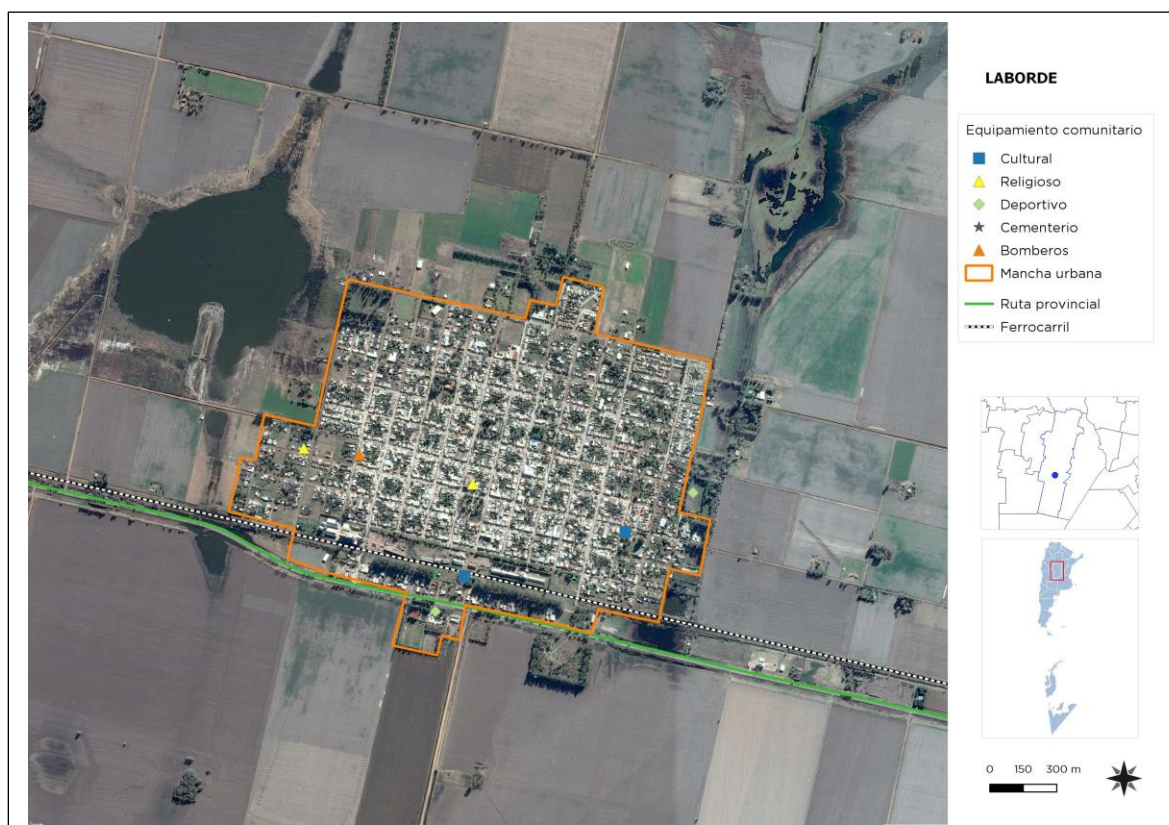 LABORDE
Equipamiento comunitario
Cultural
Religioso
Deportivo
Cementerio
Bomberos
Mancha urbana
Ruta provincial
Ferrocarril
0 150 300 m